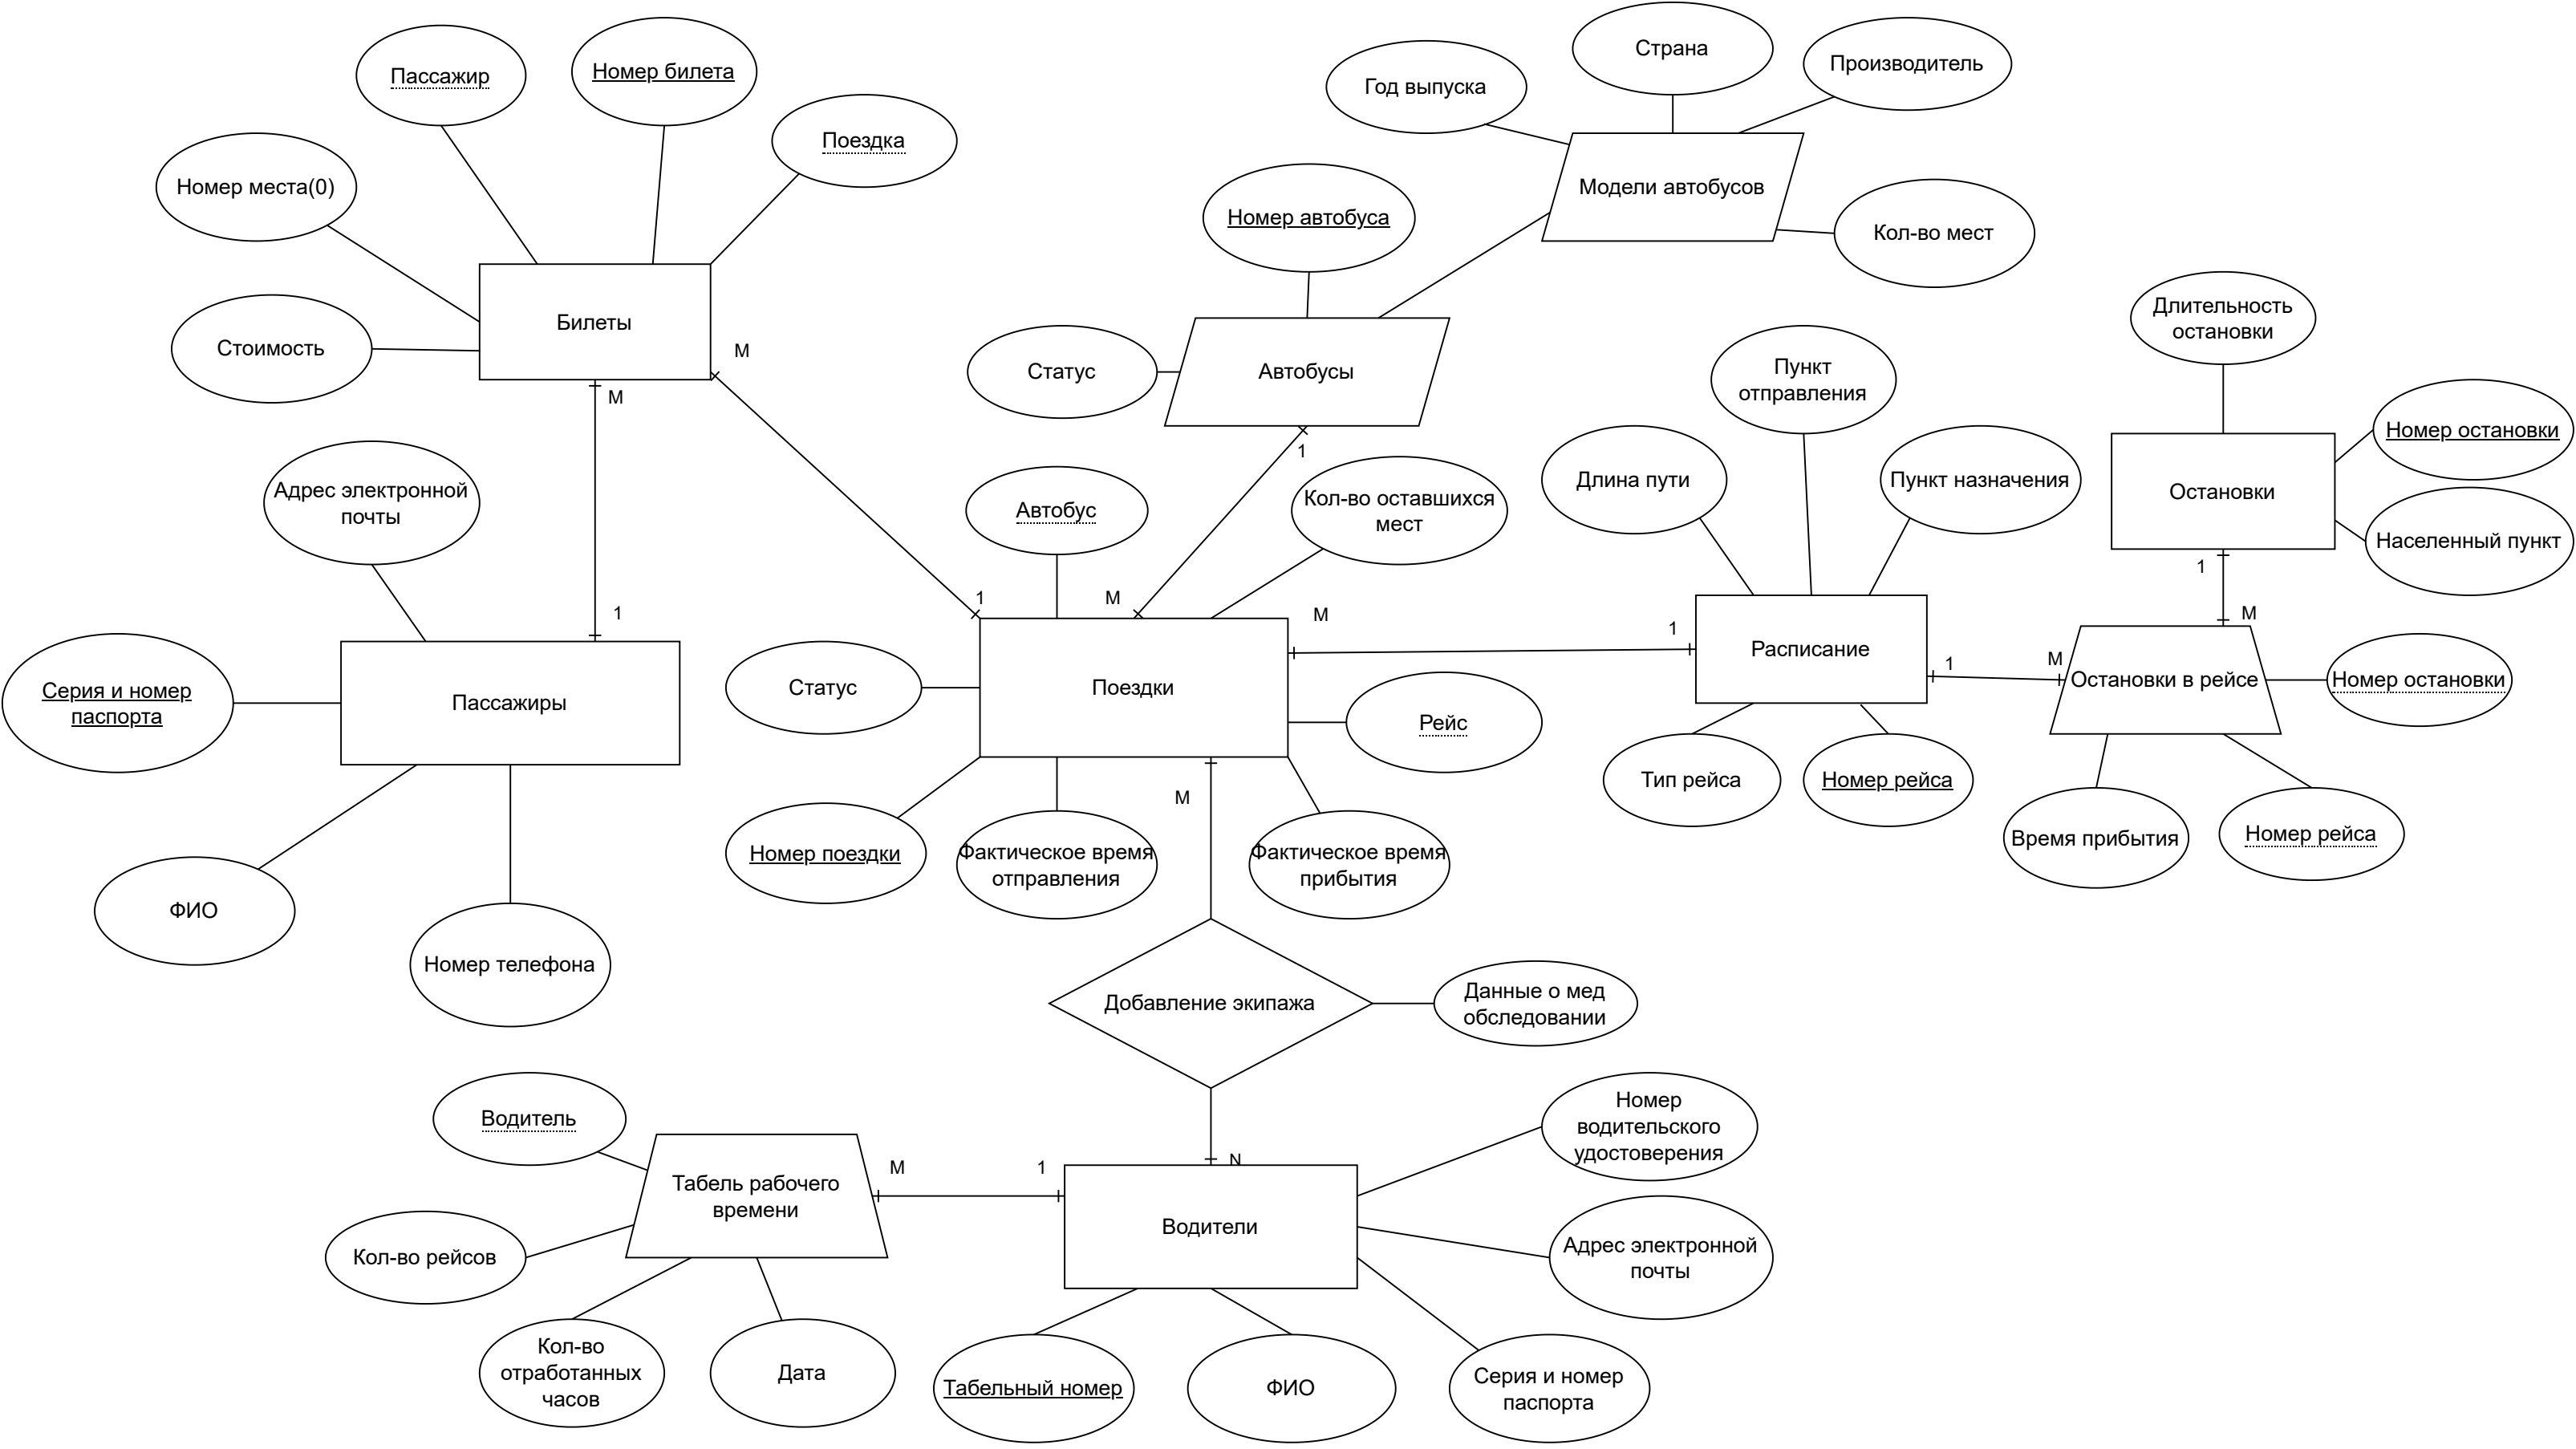 Страна
Производитель
Номер билета
Пассажир
Год выпуска
Поездка
Номер места(0)
Модели автобусов
Номер автобуса
Кол-во мест
Длительность
остановки
Билеты
Стоимость
М
Статус
Автобусы
Пункт
отправления
М
Номер остановки
1
Длина пути
Пункт назначения
Адрес электронной
почты
Автобус
Кол-во оставшихся
мест
Остановки
Населенный пункт
1
1
М
М
1
М
1
Расписание
1
М
Остановки в рейсе
Номер остановки
Серия и номер
паспорта
Пассажиры
Статус
Поездки
Рейс
Тип рейса
Номер рейса
М
Время прибытия
Номер рейса
Номер поездки
Фактическое время
отправления
Фактическое время
прибытия
ФИО
Номер телефона
Добавление экипажа
Данные о мед
обследовании
Водитель
Номер
водительского
удостоверения
М
1
N
Табель рабочего
времени
Водители
Кол-во рейсов
Адрес электронной
почты
Кол-во
отработанных
часов
Дата
Табельный номер
ФИО
Серия и номер
паспорта